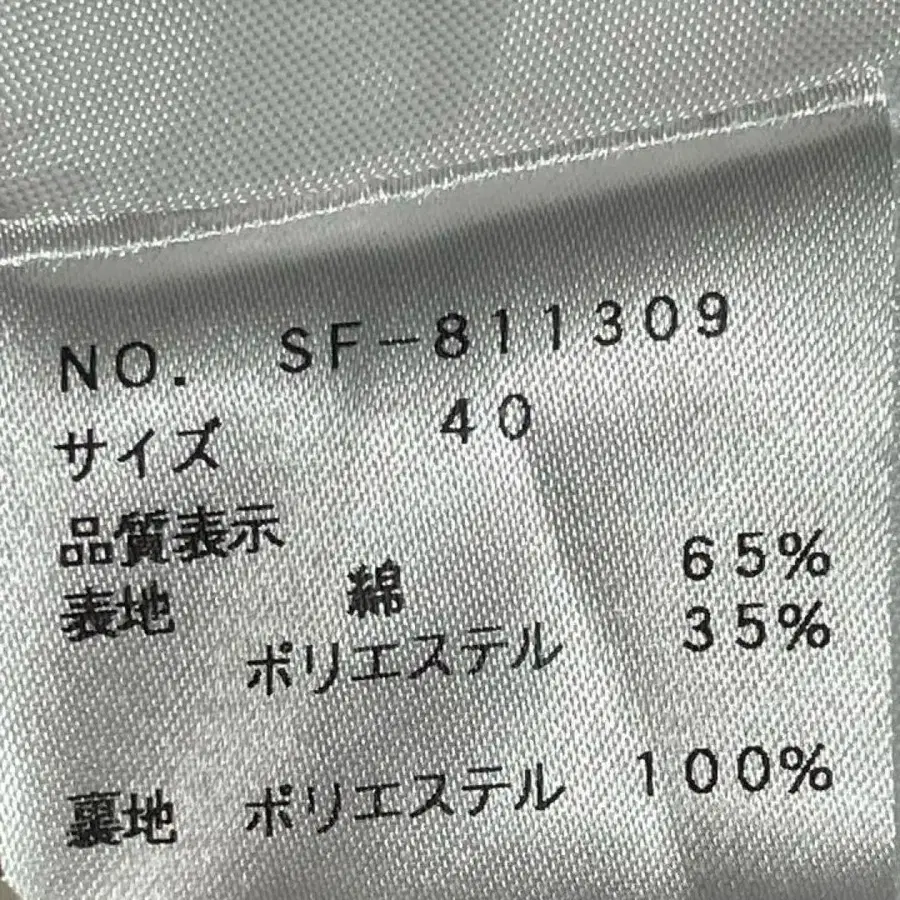 NO. SF-811309
サイズ 40
品質表示
表地 綿 65%
ポリエステル 35%
裏地 ポリエステル 100%